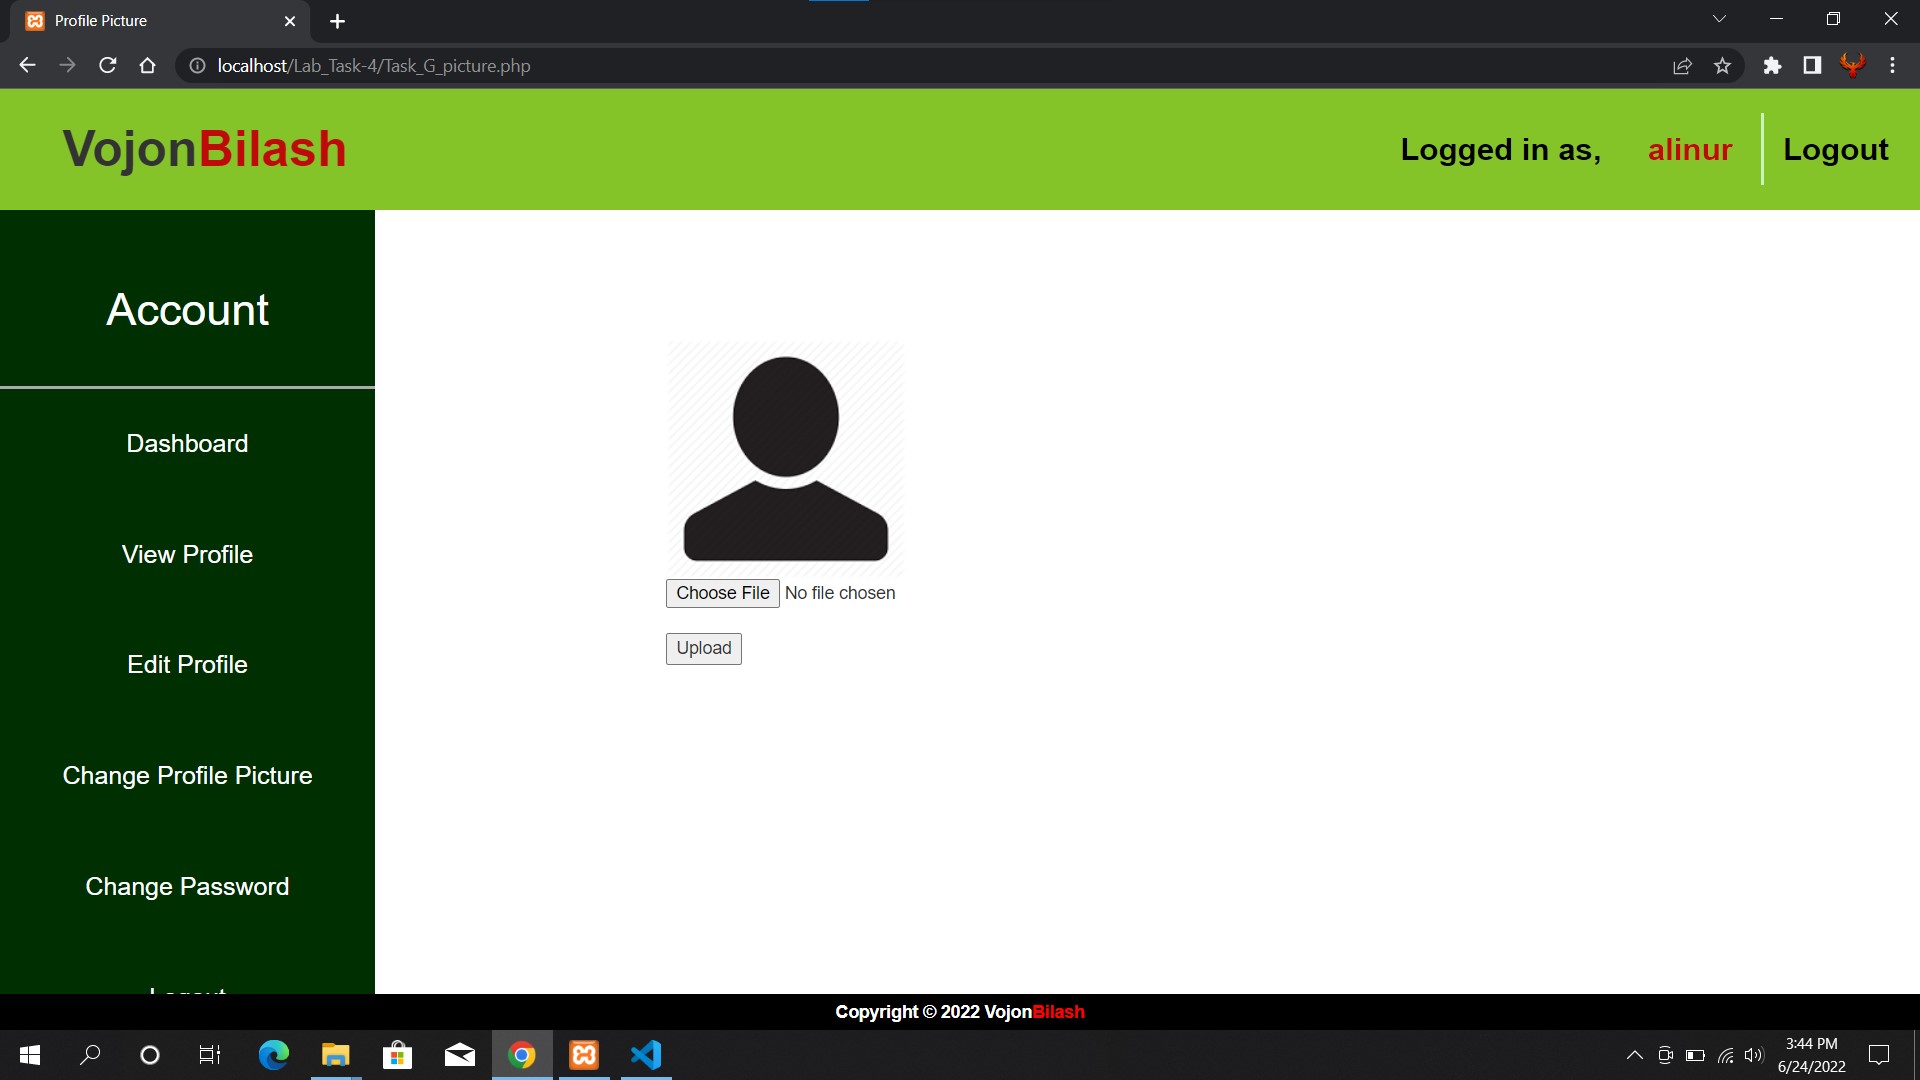 Profile Picture
localhost/Lab_Task-4/Task_G_picture.php
VojonBilash
Logged in as, alinur Logout
Account
Dashboard
View Profile
Edit Profile
Change Profile Picture
Change Password
Logout
Choose File No file chosen
Upload
Copyright © 2022 VojonBilash
3:44 PM
6/24/2022